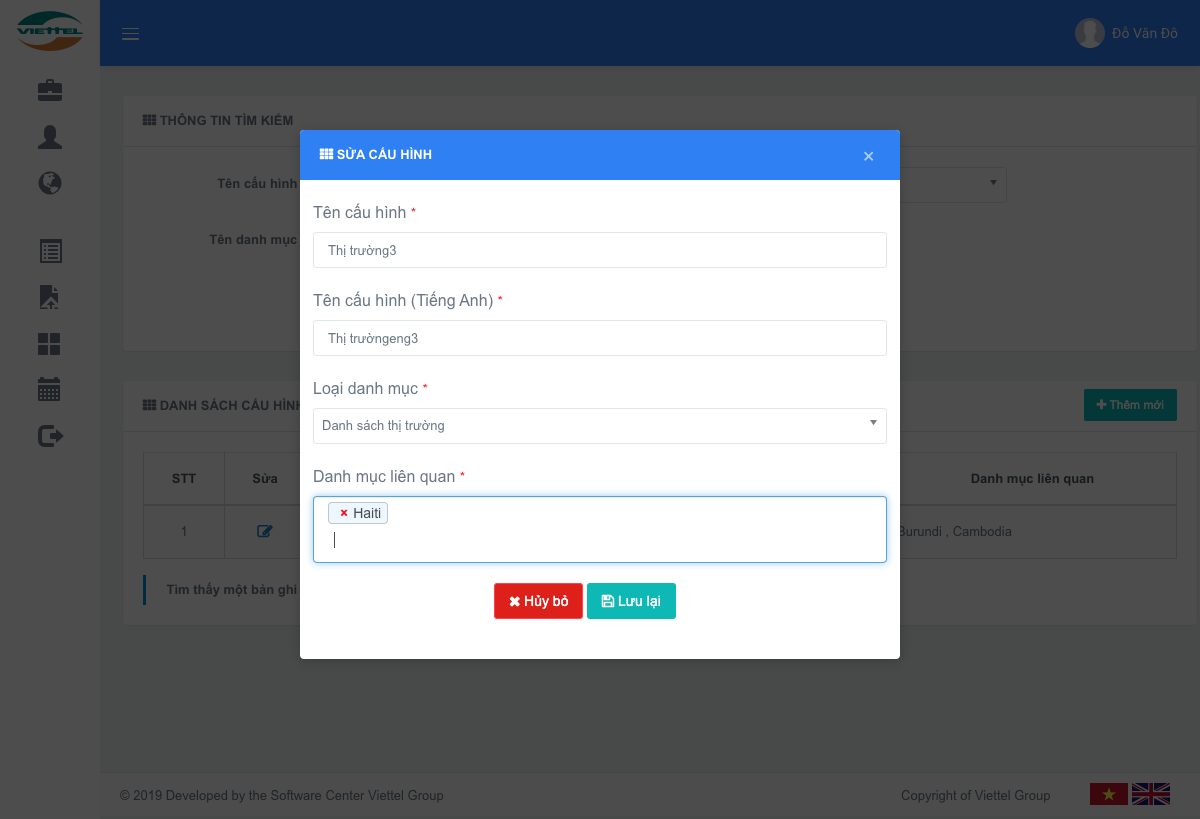 VIETTEL
Đỗ Văn Đô
THÔNG TIN TÌM KIẾM
SỬA CẤU HÌNH
×
Tên cấu hình
Tên danh mục
Tên cấu hình *
Thị trường3
Tên cấu hình (Tiếng Anh) *
Thị trườngeng3
Loại danh mục *
Danh sách thị trường
DANH SÁCH CẤU HÌNH
Thêm mới
STT
Sửa
Danh mục liên quan
Danh mục liên quan *
Haiti
1
Burundi , Cambodia
Tìm thấy một bản ghi
Hủy bỏ
Lưu lại
© 2019 Developed by the Software Center Viettel Group
Copyright of Viettel Group